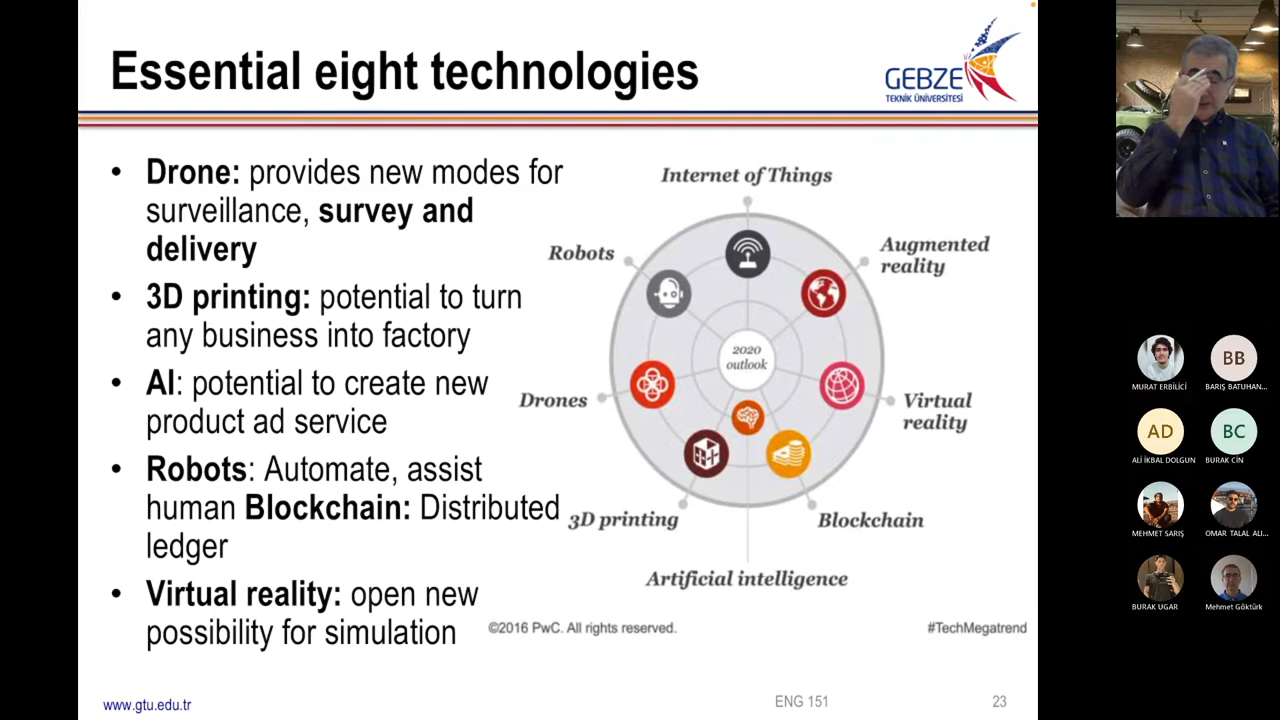 Essential eight technologies
GEBZE
TEKNİK ÜNİVERSİTESİ
• Drone: provides new modes for
surveillance, survey and
delivery
• 3D printing: potential to turn
any business into factory
• AI: potential to create new
product ad service
• Robots: Automate, assist
human Blockchain: Distributed
ledger
• Virtual reality: open new
possibility for simulation
Internet of Things
Robots
Augmented
reality
2020
outlook
Drones
Virtual
reality
3D printing
Blockchain
Artificial intelligence
©2016 PwC. All rights reserved.
#TechMegatrend
www.gtu.edu.tr
ENG 151
23
MURAT ERBİLİCİ
BB
BARIŞ BATUHAN...
AD
ALİ İKBAL DOLGUN
BC
BURAK CİN
MEHMET SARIŞ
OMAR TALAL ALI...
BURAK UGAR
Mehmet Göktürk